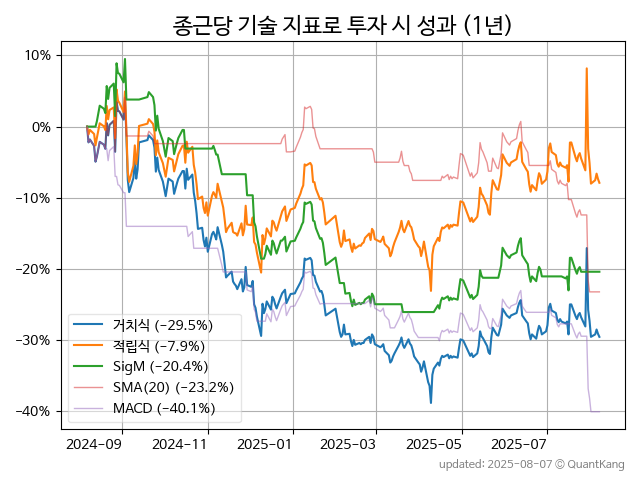 종근당 기술 지표로 투자 시 성과 (1년)
10%
0%
−10%
−20%
−30%
−40%
거치식 (−29.5%)
적립식 (−7.9%)
SigM (−20.4%)
SMA(20) (−23.2%)
MACD (−40.1%)
2024-09 2024-11 2025-01 2025-03 2025-05 2025-07
updated: 2025-08-07 © QuantKang